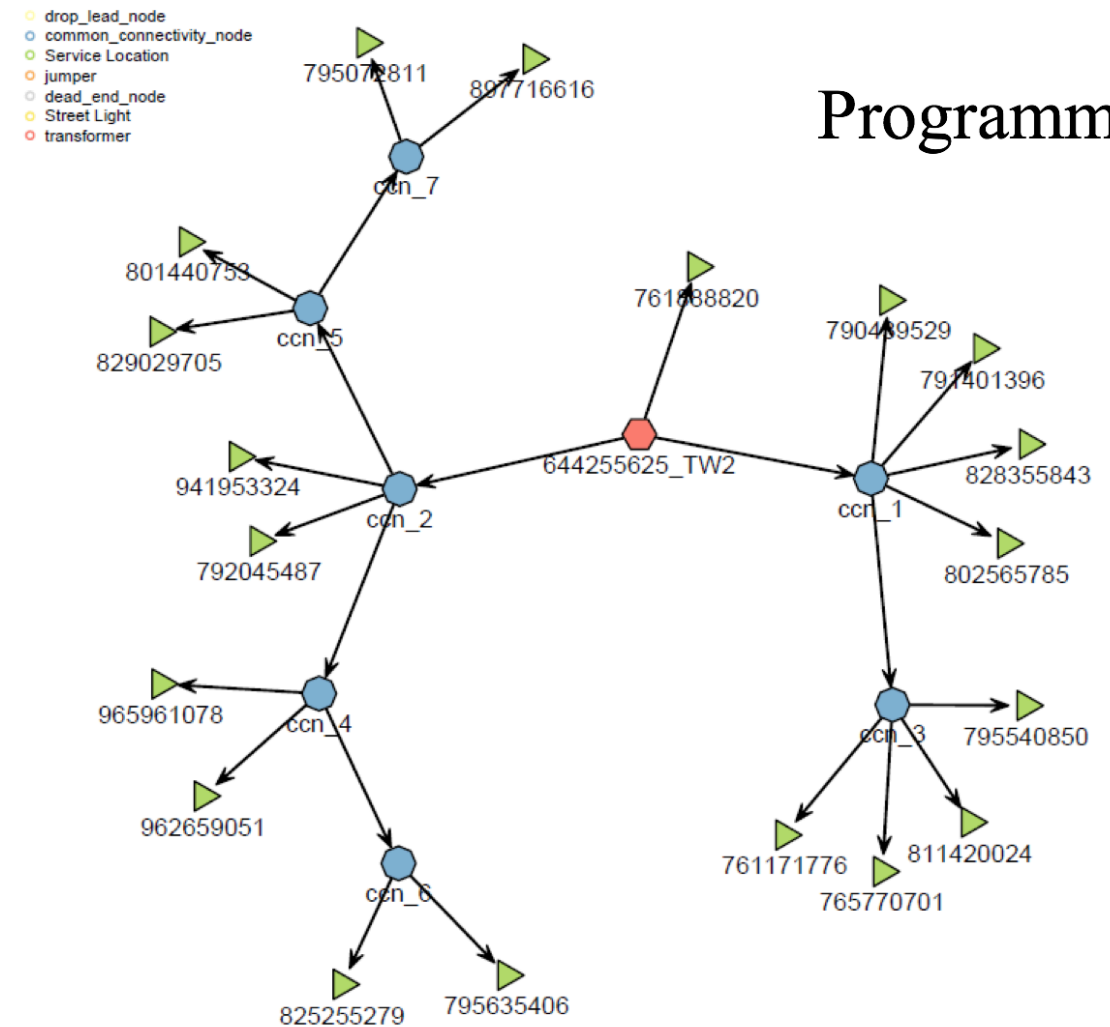 drop_lead_node
common_connectivity_node
Service Location
jumper
dead_end_node
Street Light
transformer
Programm
795072811
897716616
ccn_7
801440753
ccn_5
829029705
761888820
790439529
791401396
644255625_TW2
828355843
941953324
ccn_2
ccn_1
792045487
802565785
965961078
ccn_4
ccn_3
795540850
962659051
761171776
811420024
765770701
ccn_6
825255279
795635406